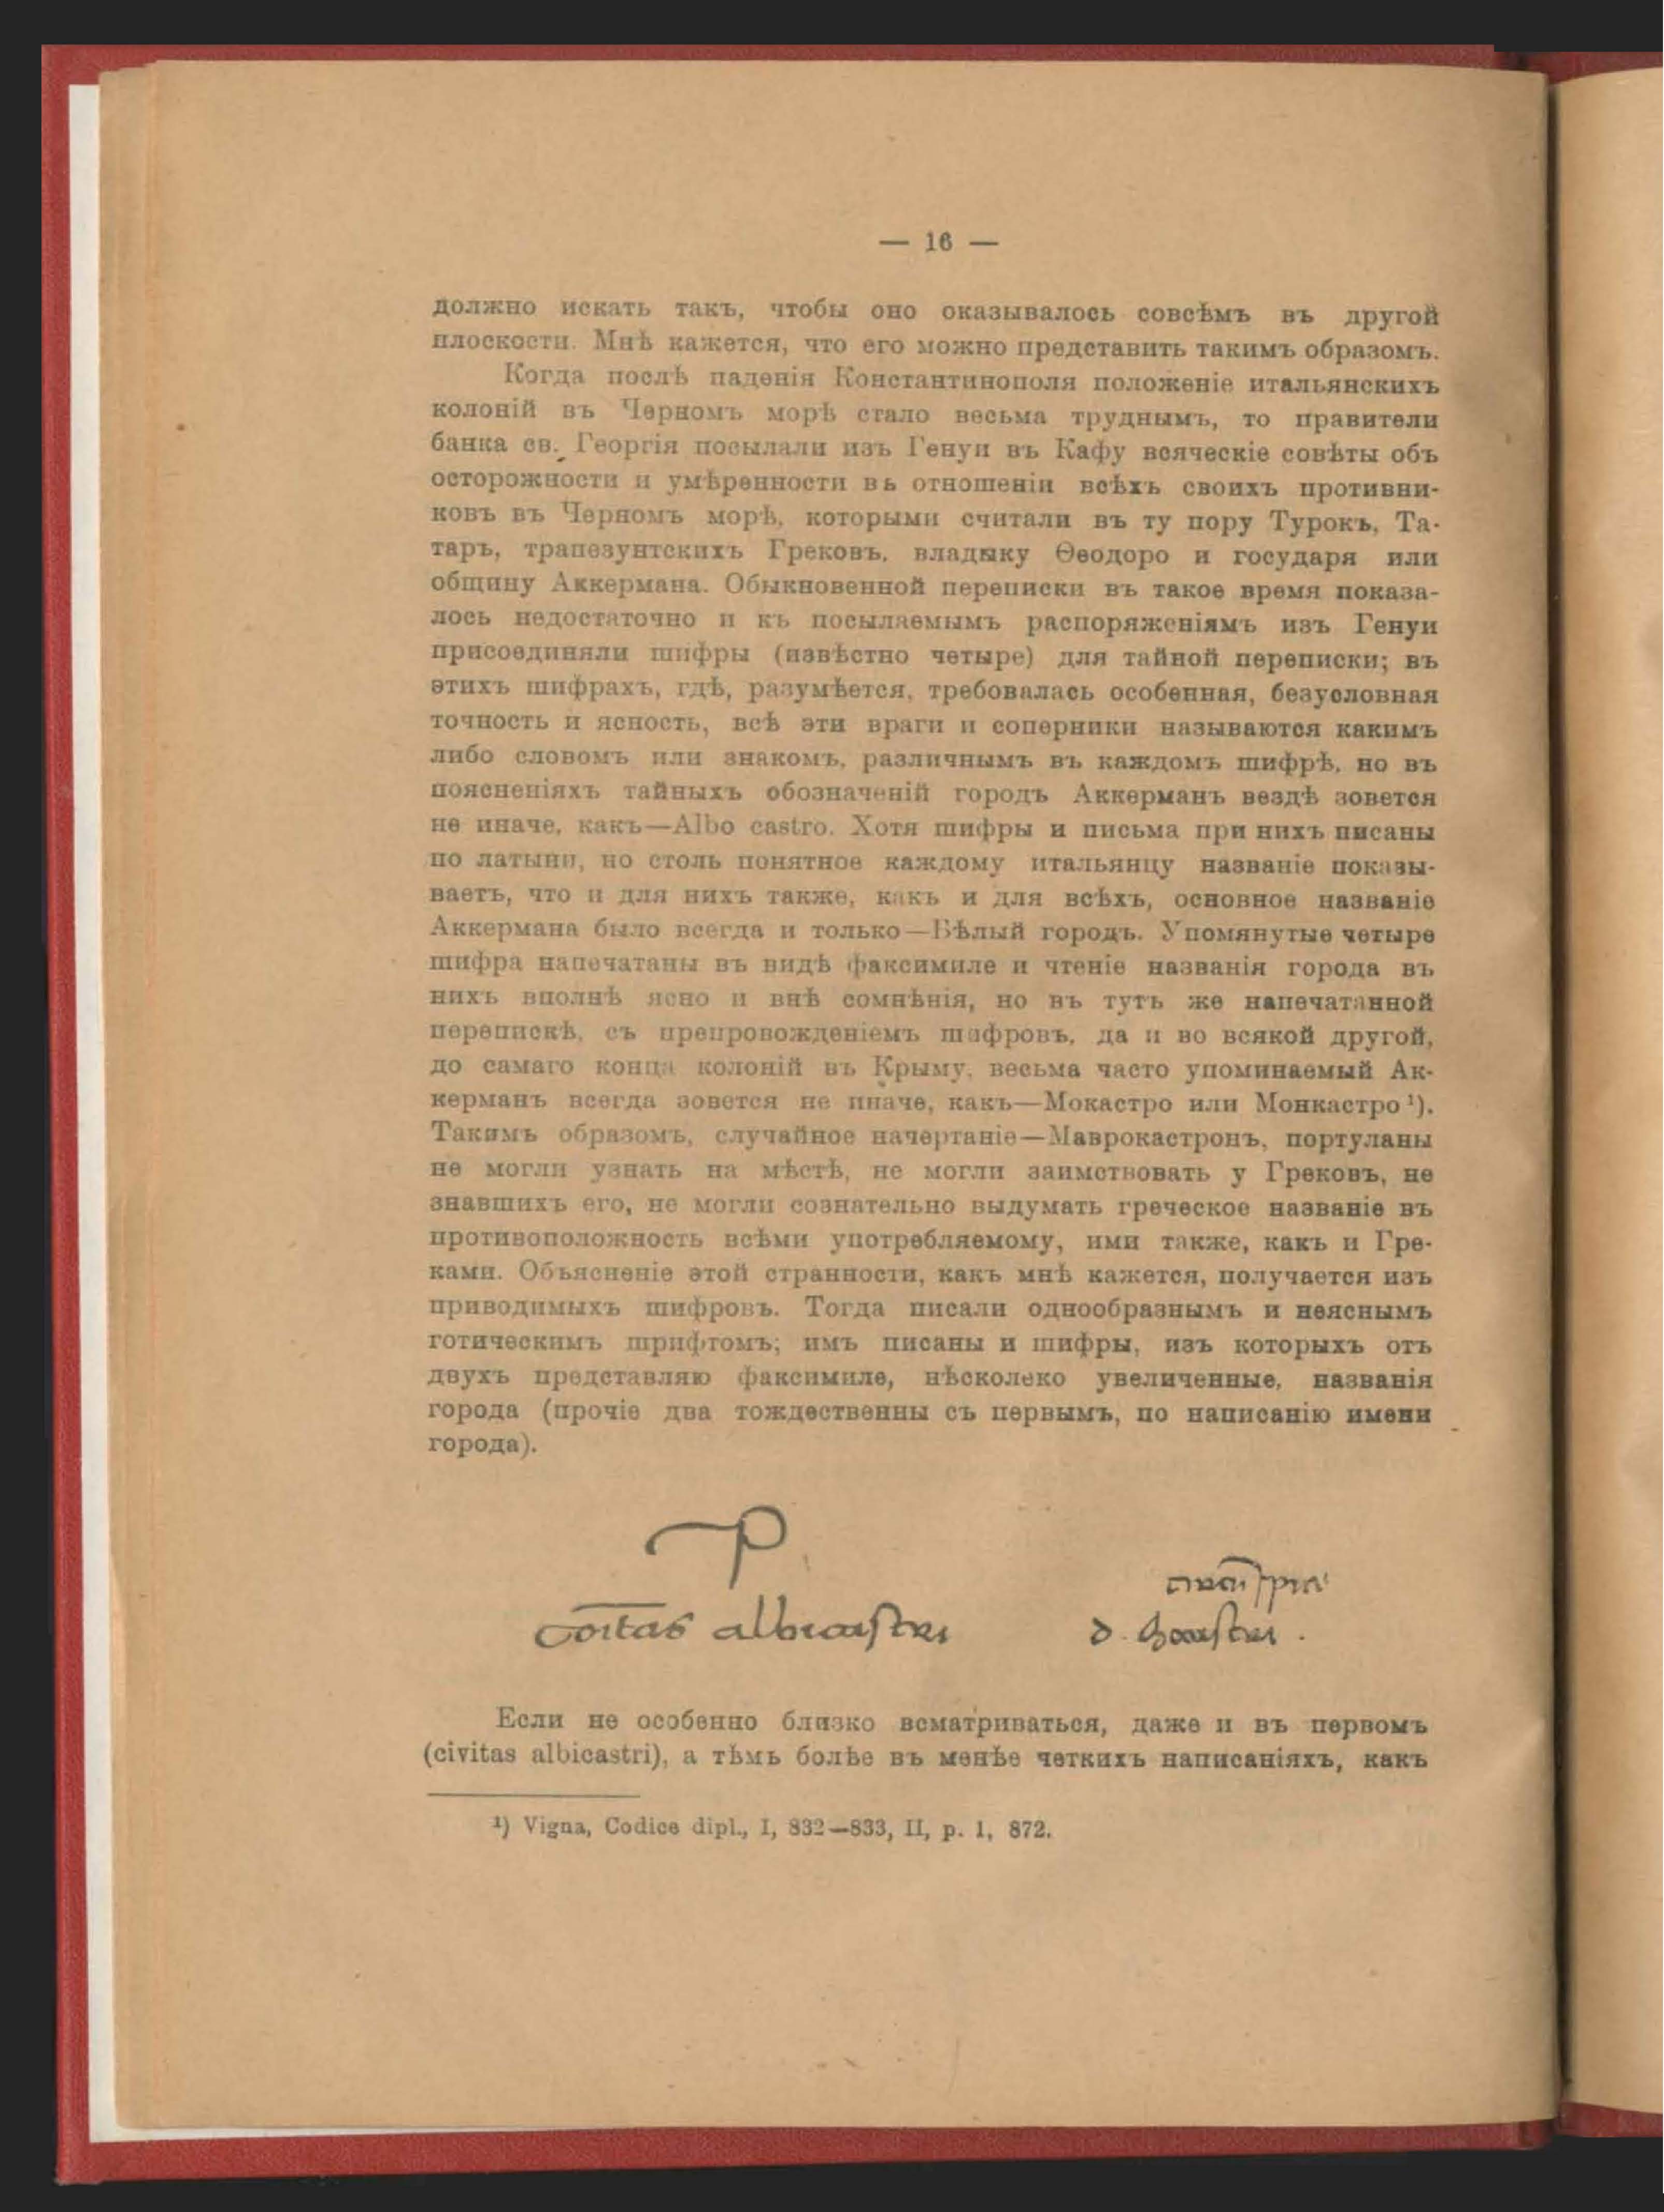 — 16 —
должно искать такъ, чтобы оно оказывалось совсѣмъ въ другой
плоскости. Мнѣ кажется, что его можно представить такимъ образомъ.
Когда послѣ паденія Константинополя положеніе итальянскихъ
колоній въ Черномъ морѣ стало весьма труднымъ, то правители
банка св. Георгія посылали изъ Генуи въ Кафу всяческіе совѣты объ
осторожности и умѣренности въ отношеніи всѣхъ своихъ противни-
ковъ въ Черномъ морѣ, которыми считали въ ту пору Турокъ, Та-
таръ, трапезунтскихъ Грековъ, владыку Ѳеодоро и государя или
общину Аккермана. Обыкновенной переписки въ такое время показа-
лось недостаточно и къ посылаемымъ распоряженіямъ изъ Генуи
присоединяли шифры (извѣстно четыре) для тайной переписки; въ
этихъ шифрахъ, гдѣ, разумѣется, требовалась особенная, безусловная
точность и ясность, всѣ эти враги и соперники называются какимъ
либо словомъ или знакомъ, различнымъ въ каждомъ шифрѣ, но въ
поясненіяхъ тайныхъ обозначеній городъ Аккерманъ вездѣ зовется
не иначе, какъ—Albo castro. Хотя шифры и письма при нихъ писаны
по латыни, но столь понятное каждому итальянцу названіе показы-
ваетъ, что и для нихъ также, какъ и для всѣхъ, основное названіе
Аккермана было всегда и только—Бѣлый городъ. Упомянутые четыре
шифра напечатаны въ видѣ факсимиле и чтеніе названія города въ
нихъ вполнѣ ясно и внѣ сомнѣнія, но въ тутъ же напечатанной
перепискѣ, съ препровожденіемъ шифровъ, да и во всякой другой,
до самаго конца колоній въ Крыму, весьма часто упоминаемый Ак-
керманъ всегда зовется не иначе, какъ—Мокастро или Монкастро ¹).
Такимъ образомъ, случайное начертаніе—Маврокастронъ, портуланы
не могли узнать на мѣстѣ, не могли заимствовать у Грековъ, не
знавшихъ его, не могли сознательно выдумать греческое названіе въ
противоположность всѣми употребляемому, ими также, какъ и Гре-
ками. Объясненіе этой странности, какъ мнѣ кажется, получается изъ
приводимыхъ шифровъ. Тогда писали однообразнымъ и неяснымъ
готическимъ шрифтомъ; имъ писаны и шифры, изъ которыхъ отъ
двухъ представляю факсимиле, нѣсколеко увеличенные, названія
города (прочіе два тождественны съ первымъ, по написанію имени
города).
civitas albicastri
Если не особенно близко всматриваться, даже и въ первомъ
(civitas albicastri), а тѣмъ болѣе въ менѣе четкихъ написаніяхъ, какъ
¹) Vigna, Codice dipl., I, 832—833, II, p. 1, 872.